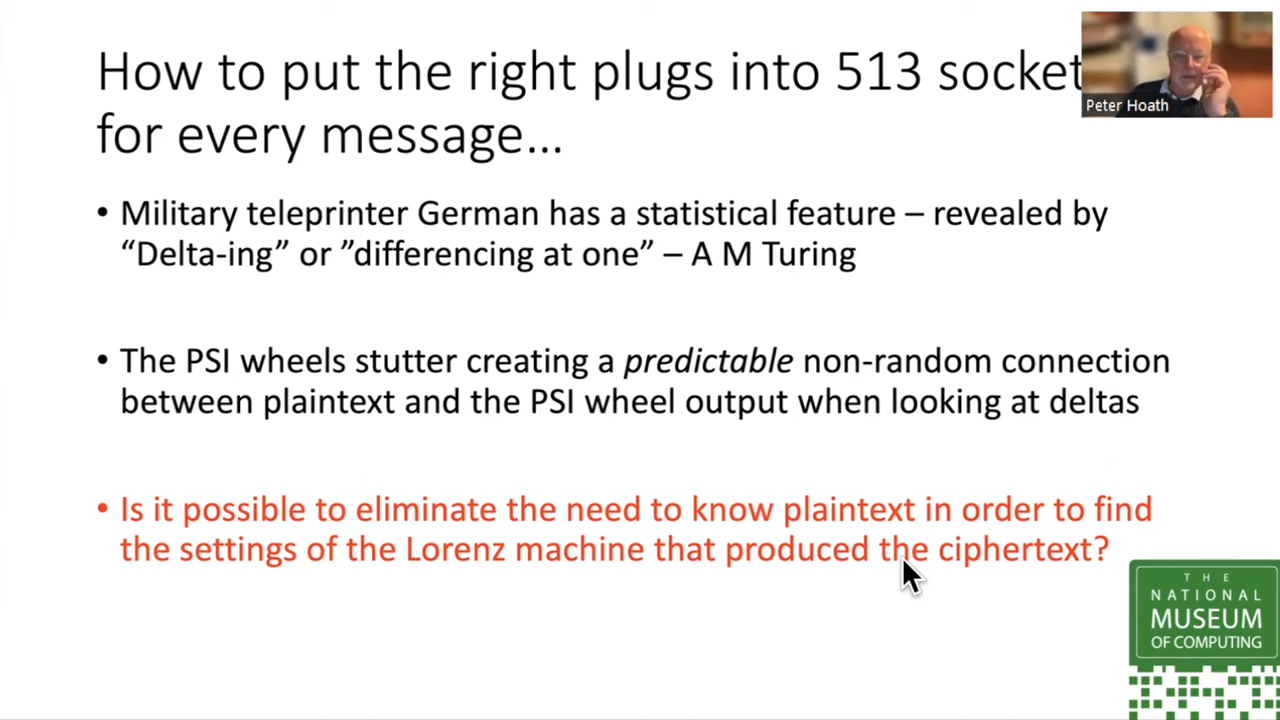 How to put the right plugs into 513 socket
for every message...
Peter Hoath
• Military teleprinter German has a statistical feature – revealed by
“Delta-ing” or ”differencing at one” – A M Turing
• The PSI wheels stutter creating a predictable non-random connection
between plaintext and the PSI wheel output when looking at deltas
• Is it possible to eliminate the need to know plaintext in order to find
the settings of the Lorenz machine that produced the ciphertext?
THE
NATIONAL
MUSEUM
OF COMPUTING